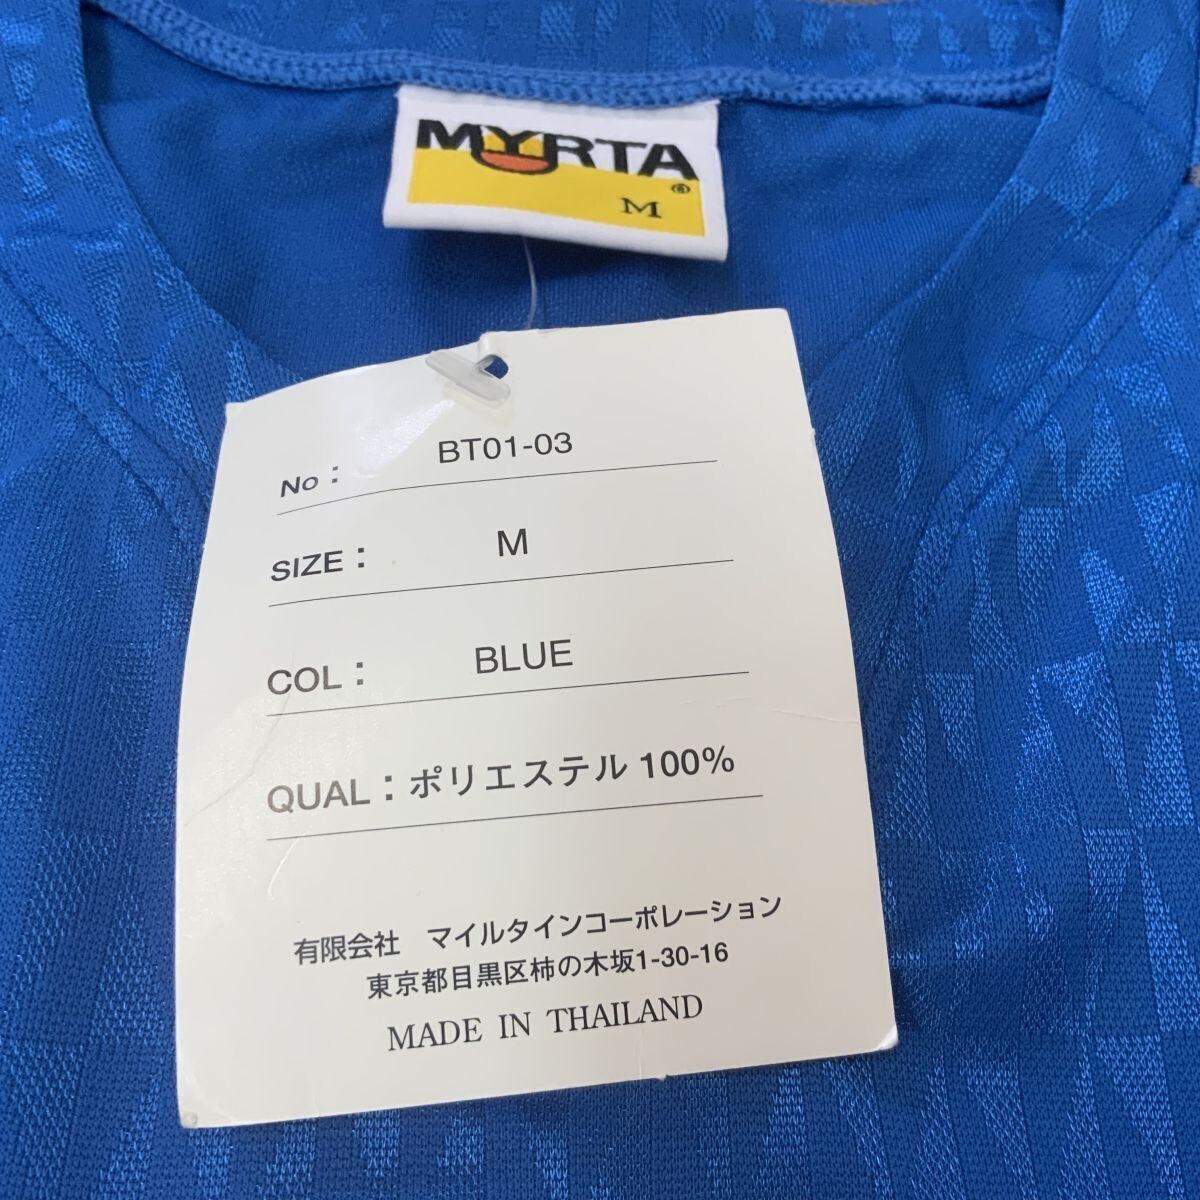 MYRTA
®
M
No : BT01-03
SIZE : M
COL : BLUE
QUAL : ポリエステル 100%
有限会社 マイルタインコーポレーション
東京都目黒区柿の木坂1-30-16
MADE IN THAILAND